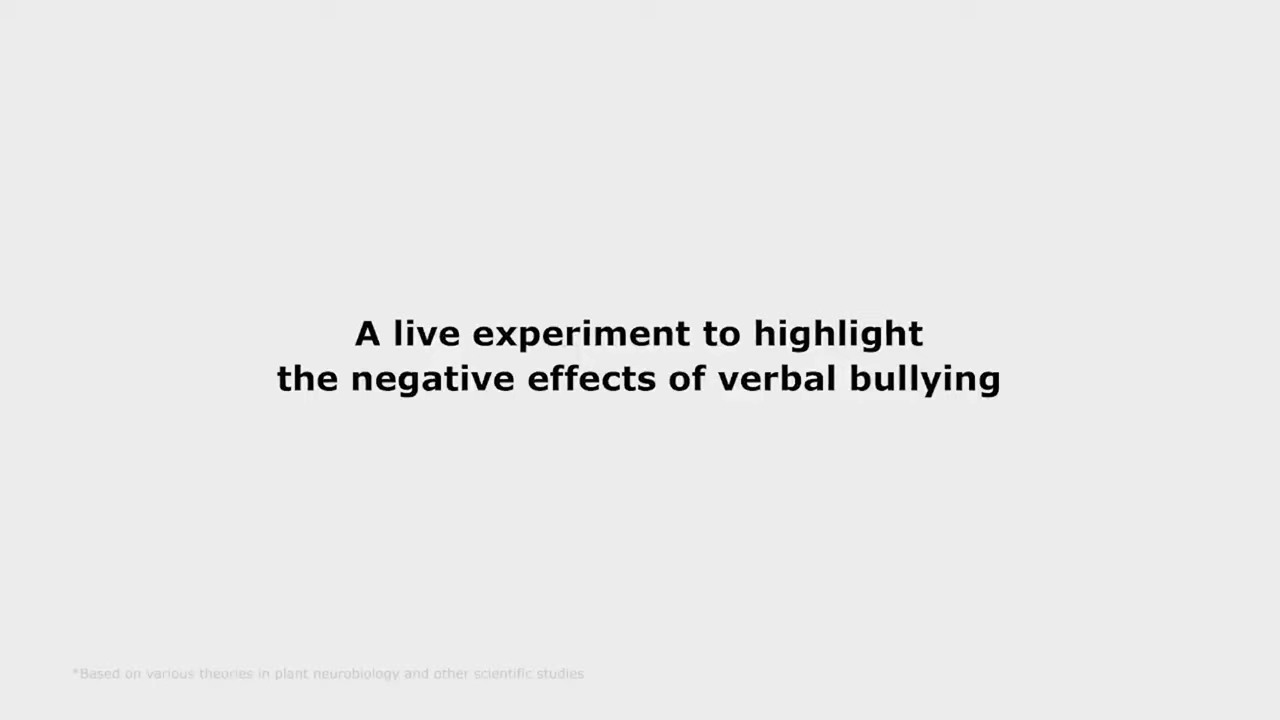 A live experiment to highlight
the negative effects of verbal bullying
*Based on various theories in plant neurobiology and other scientific studies